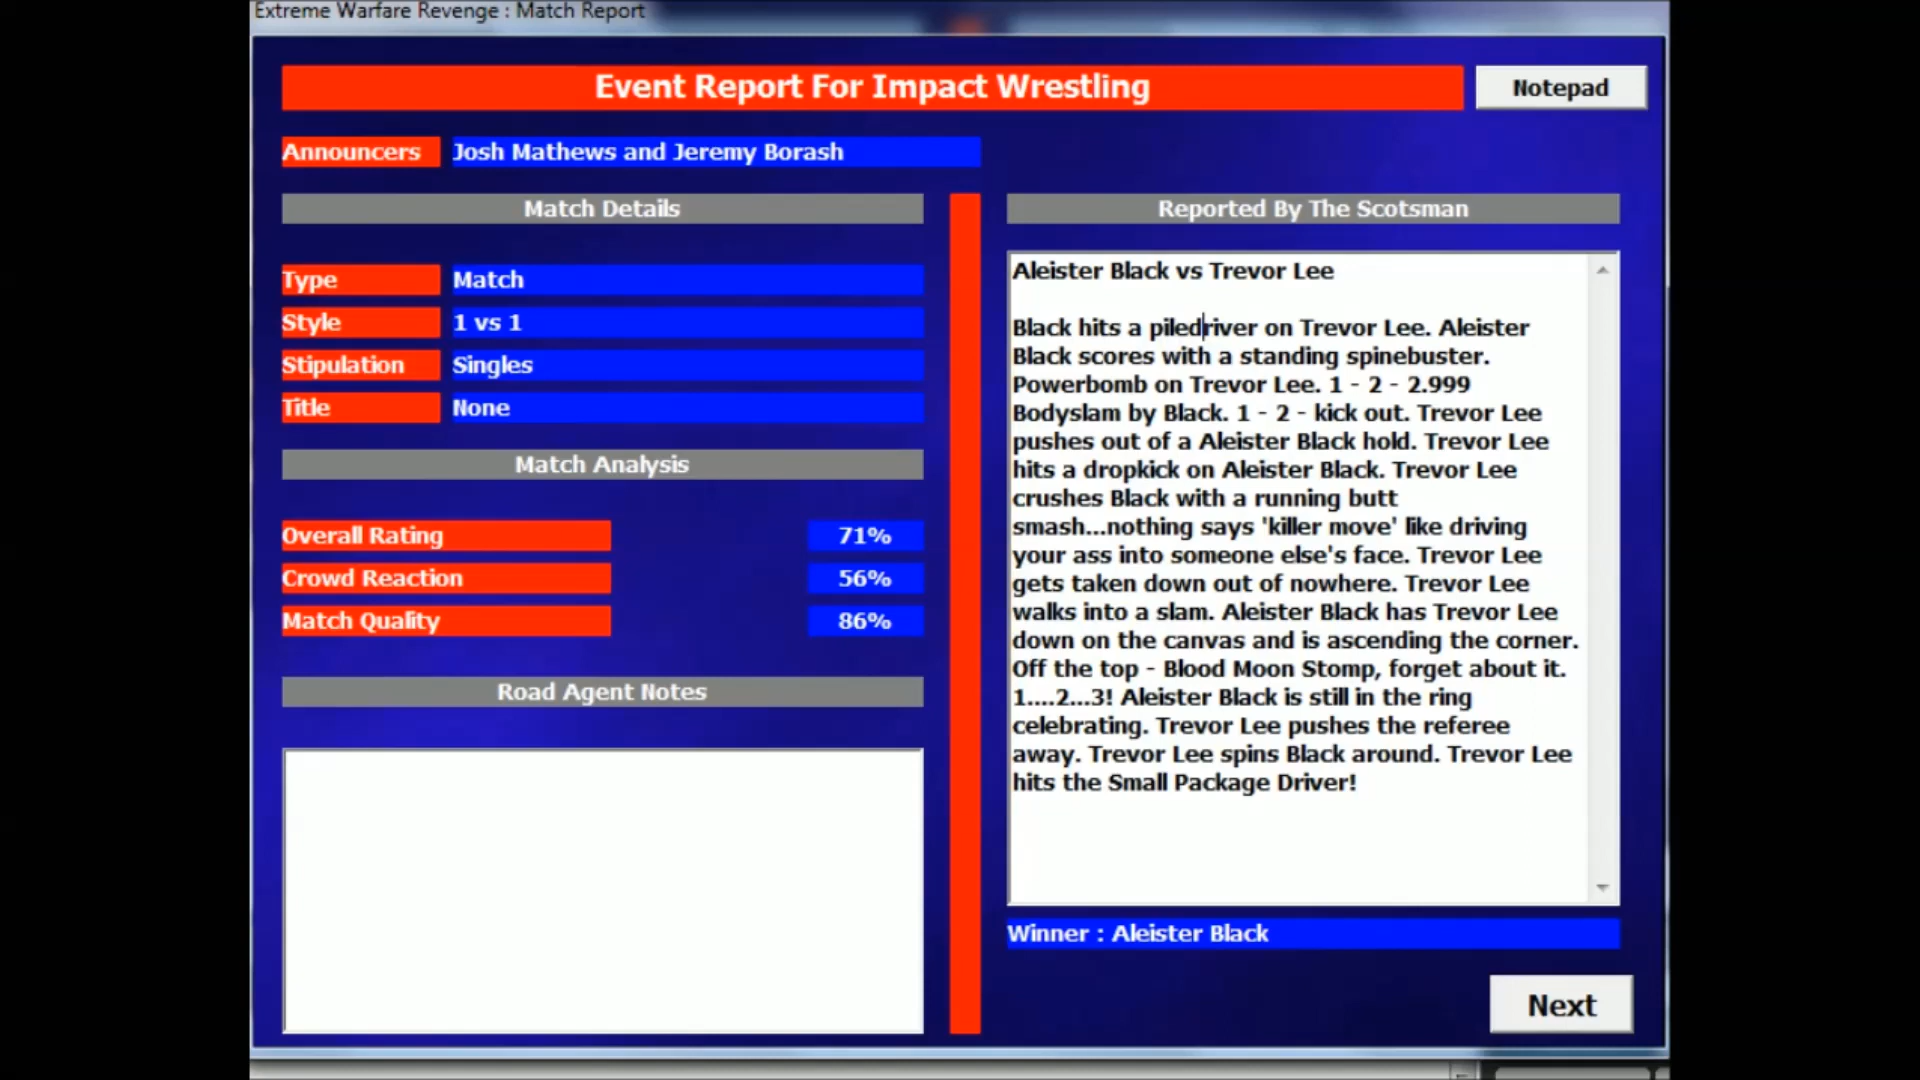 Extreme Warfare Revenge : Match Report
Event Report For Impact Wrestling
Notepad
Announcers
Josh Mathews and Jeremy Borash
Match Details
Type
Match
Style
1 vs 1
Stipulation
Singles
Title
None
Match Analysis
Overall Rating
71%
Crowd Reaction
56%
Match Quality
86%
Road Agent Notes
Reported By The Scotsman
Aleister Black vs Trevor Lee
Black hits a piledriver on Trevor Lee. Aleister
Black scores with a standing spinebuster.
Powerbomb on Trevor Lee. 1 - 2 - 2.999
Bodyslam by Black. 1 - 2 - kick out. Trevor Lee
pushes out of a Aleister Black hold. Trevor Lee
hits a dropkick on Aleister Black. Trevor Lee
crushes Black with a running butt
smash...nothing says 'killer move' like driving
your ass into someone else's face. Trevor Lee
gets taken down out of nowhere. Trevor Lee
walks into a slam. Aleister Black has Trevor Lee
down on the canvas and is ascending the corner.
Off the top - Blood Moon Stomp, forget about it.
1....2...3! Aleister Black is still in the ring
celebrating. Trevor Lee pushes the referee
away. Trevor Lee spins Black around. Trevor Lee
hits the Small Package Driver!
Winner : Aleister Black
Next